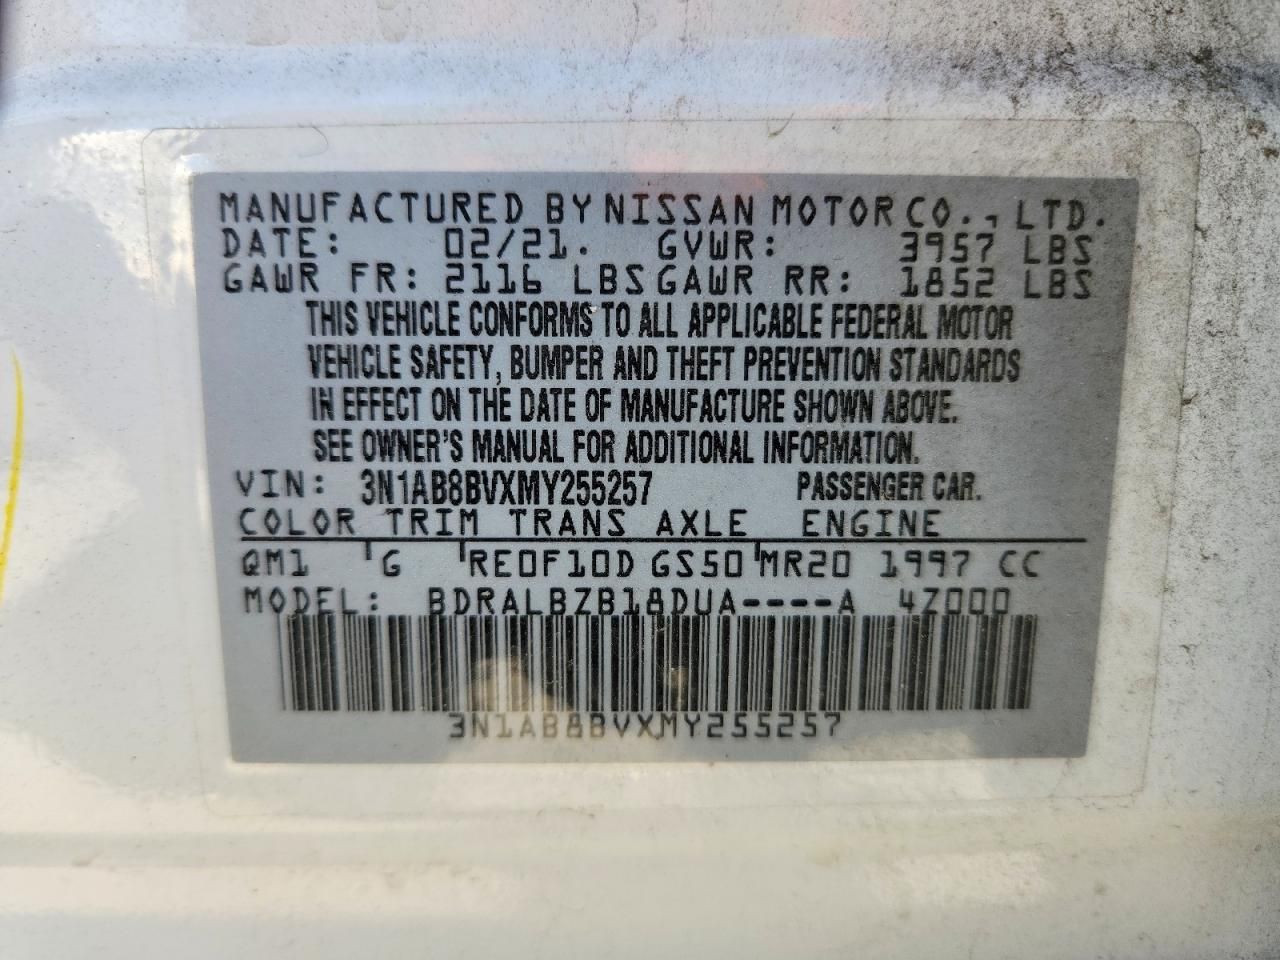 MANUFACTURED BY NISSAN MOTOR CO., LTD.
DATE: 02/21. GVWR: 3957 LBS
GAWR FR: 2116 LBS GAWR RR: 1852 LBS
THIS VEHICLE CONFORMS TO ALL APPLICABLE FEDERAL MOTOR
VEHICLE SAFETY, BUMPER AND THEFT PREVENTION STANDARDS
IN EFFECT ON THE DATE OF MANUFACTURE SHOWN ABOVE.
SEE OWNER'S MANUAL FOR ADDITIONAL INFORMATION.
VIN: 3N1AB8BVXMY255257 PASSENGER CAR.
COLOR TRIM TRANS AXLE ENGINE
QM1 G RE0F10D GS50 MR20 1997 CC
MODEL: BDRALBZB18DUA----A 4Z000
3N1AB8BVXMY255257